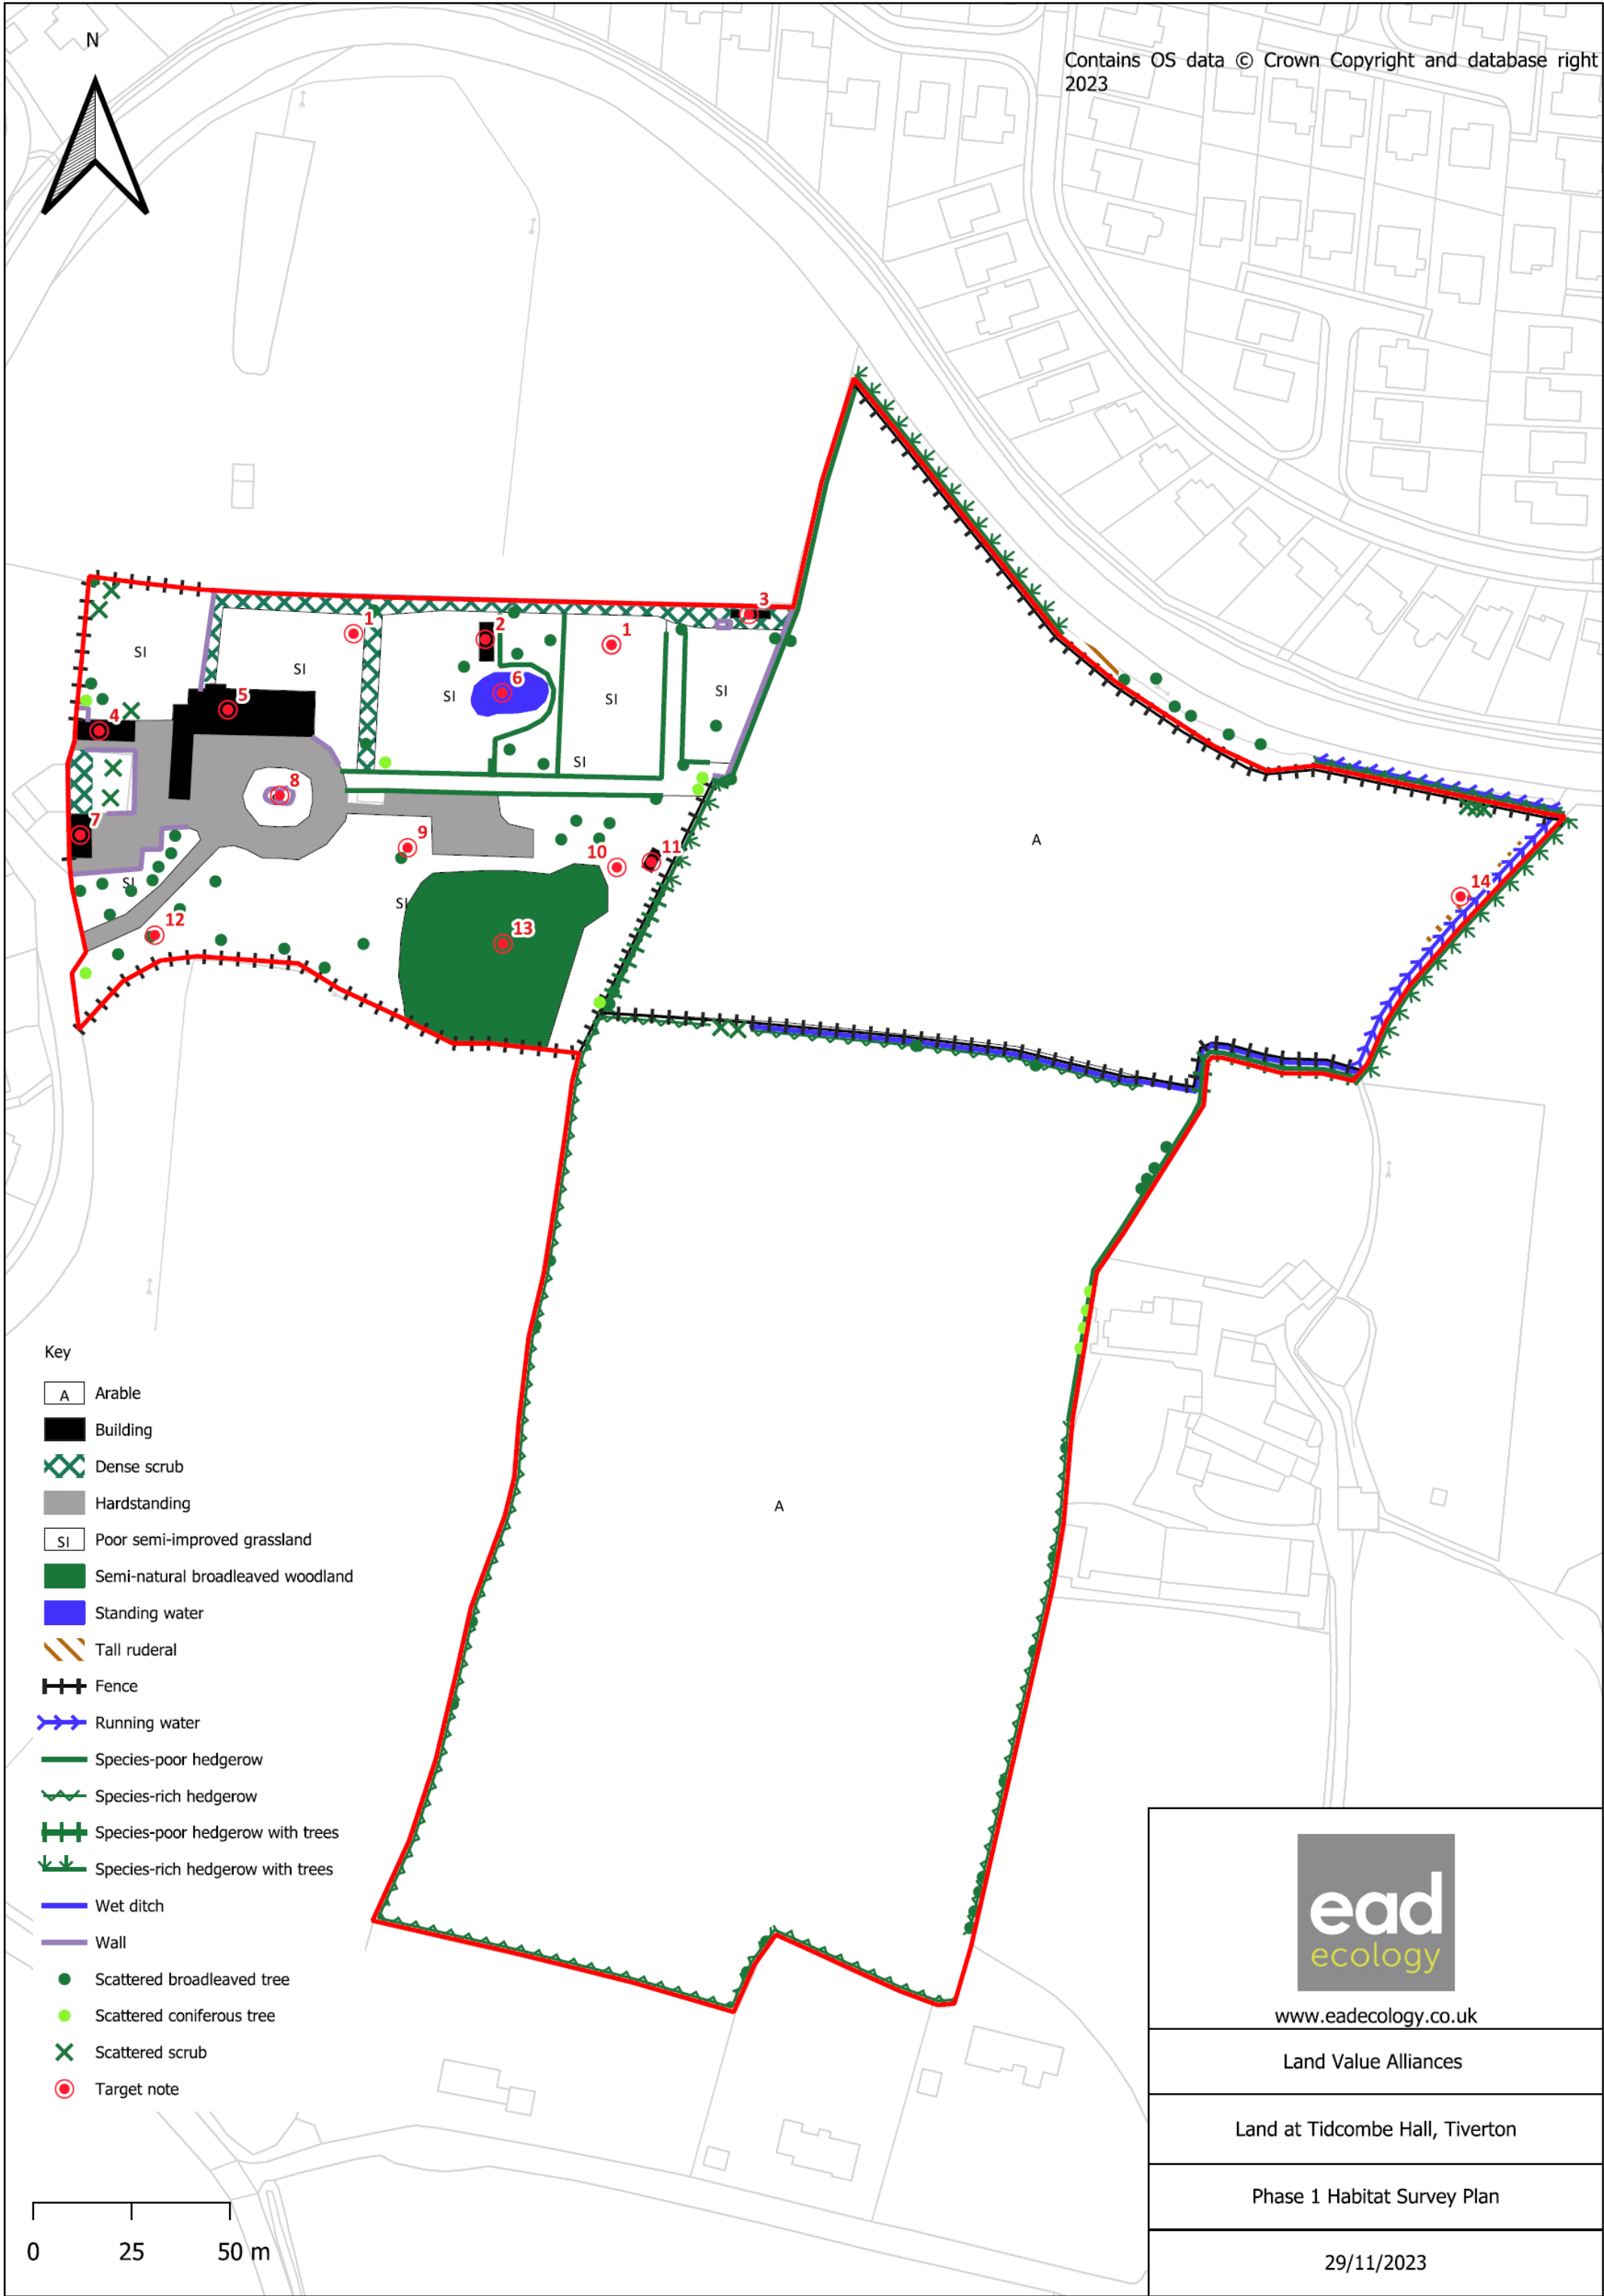 N
Contains OS data © Crown Copyright and database right
2023
3
1
2
1
SI
SI
SI
SI
SI
6
5
4
SI
8
7
A
9
10
11
SI
14
SI
12
13
A
Key
A Arable
Building
Dense scrub
Hardstanding
SI Poor semi-improved grassland
Semi-natural broadleaved woodland
Standing water
Tall ruderal
Fence
Running water
Species-poor hedgerow
Species-rich hedgerow
Species-poor hedgerow with trees
Species-rich hedgerow with trees
Wet ditch
Wall
Scattered broadleaved tree
Scattered coniferous tree
Scattered scrub
Target note
0 25 50 m
ead
ecology
www.eadecology.co.uk
Land Value Alliances
Land at Tidcombe Hall, Tiverton
Phase 1 Habitat Survey Plan
29/11/2023